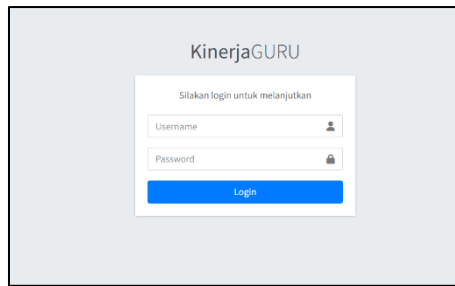 KinerjaGURU
Silakan login untuk melanjutkan
Username
Password
Login